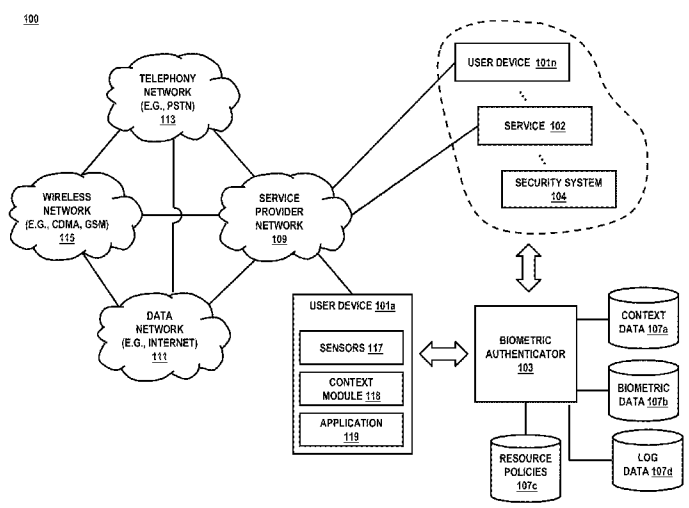 100
TELEPHONY
NETWORK
(E.G., PSTN)
113
WIRELESS
NETWORK
(E.G., CDMA, GSM)
115
SERVICE
PROVIDER
NETWORK
109
DATA
NETWORK
(E.G., INTERNET)
111
USER DEVICE 101n
SERVICE 102
SECURITY SYSTEM
104
USER DEVICE 101a
SENSORS 117
CONTEXT
MODULE 118
APPLICATION
119
BIOMETRIC
AUTHENTICATOR
103
CONTEXT
DATA 107a
BIOMETRIC
DATA 107b
RESOURCE
POLICIES
107c
LOG
DATA 107d